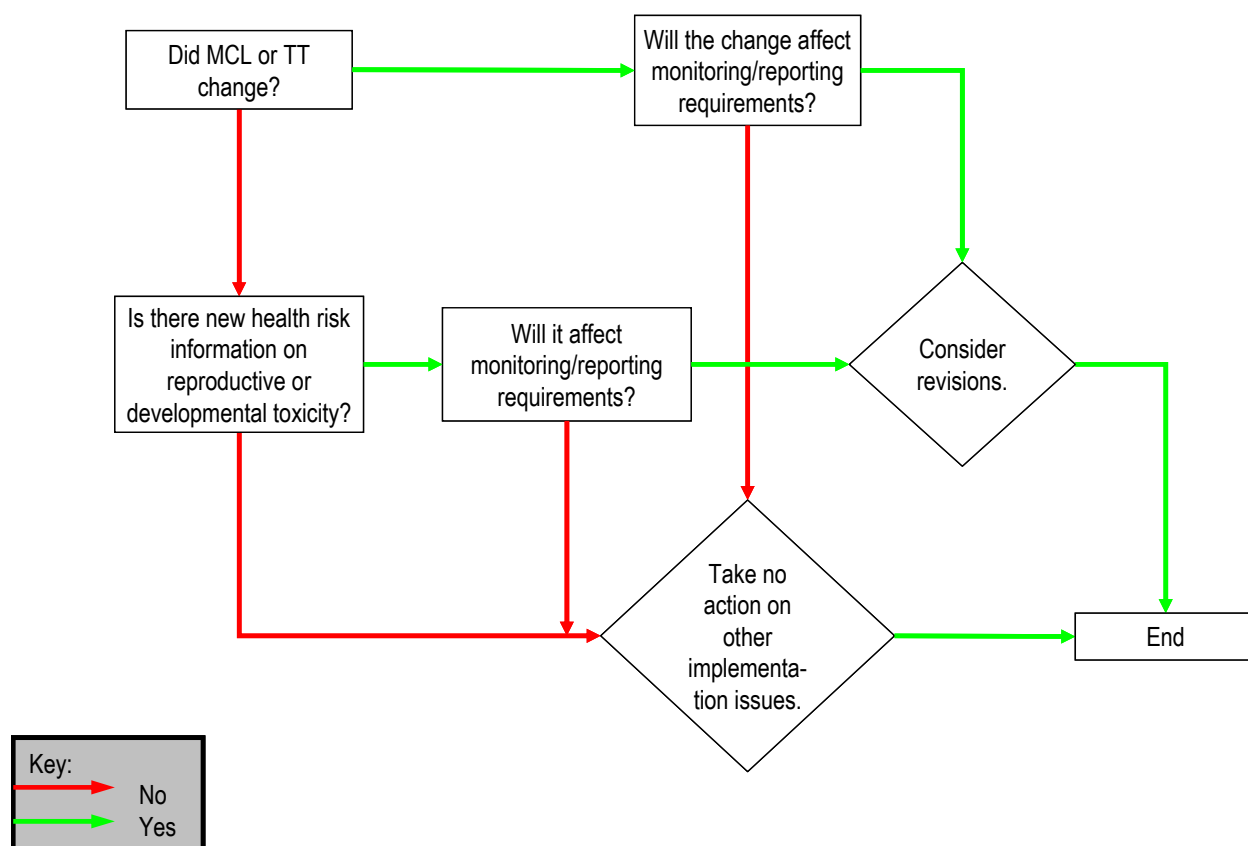 Did MCL or TT
change?
Will the change affect
monitoring/reporting
requirements?
Is there new health risk
information on
reproductive or
developmental toxicity?
Will it affect
monitoring/reporting
requirements?
Consider
revisions.
Take no
action on
other
implementa-
tion issues.
End
Key:
No
Yes